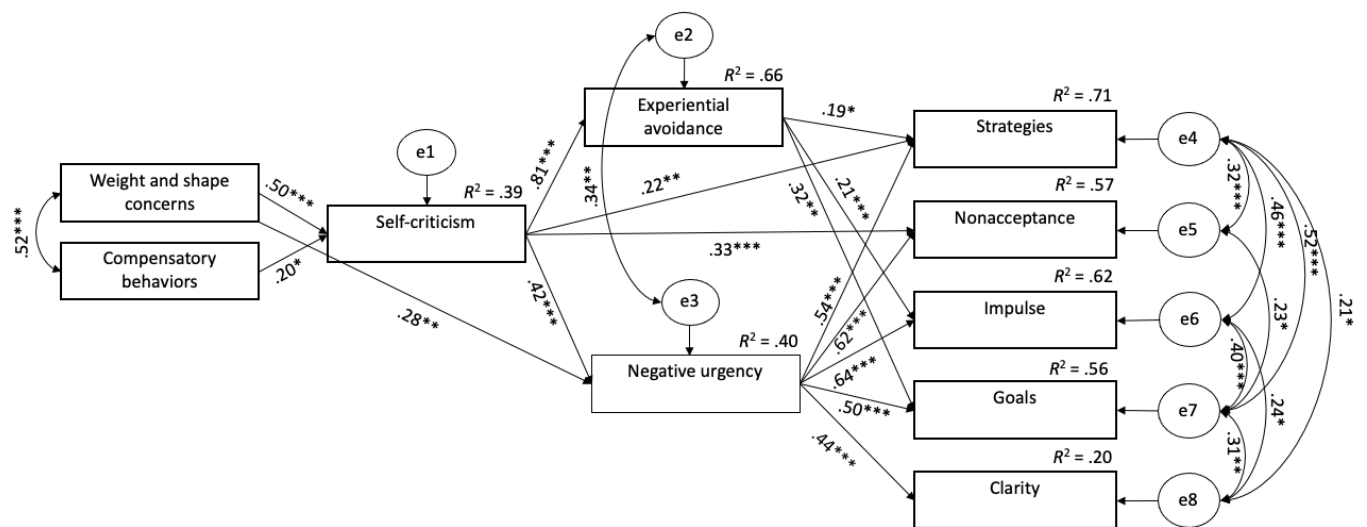 e2
R² = .66
Experiential
avoidance
.19*
R² = .71
Strategies
e4
e1
.81***
.34**
.22**
.21***
.32**
.32***
Weight and shape
concerns
.50***
R² = .39
Self-criticism
R² = .57
Nonacceptance
e5
.46***
.52***
.52***
Compensatory
behaviors
.20*
.33***
.42***
.28**
e3
.54***
.62***
R² = .62
Impulse
e6
.23*
.21*
R² = .40
Negative urgency
.64***
.50***
.44***
R² = .56
Goals
e7
.40***
.24*
.31**
R² = .20
Clarity
e8